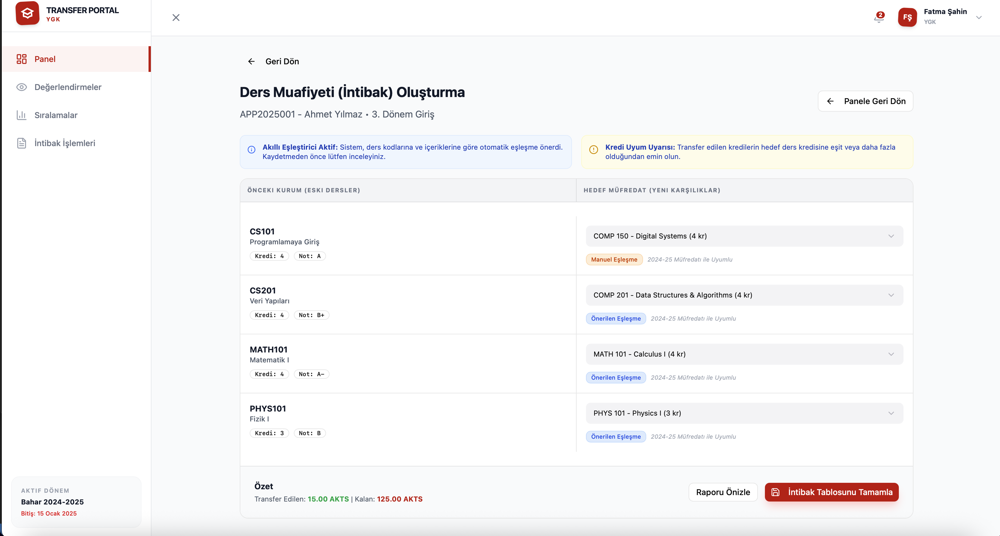 TRANSFER PORTAL
YGK
2
FŞ
Fatma Şahin
YGK
Panel
Değerlendirmeler
Sıralamalar
İntibak İşlemleri
Geri Dön
Ders Muafiyeti (İntibak) Oluşturma
APP2025001 - Ahmet Yılmaz • 3. Dönem Giriş
Panele Geri Dön
Akıllı Eşleştirici Aktif: Sistem, ders kodlarına ve içeriklerine göre otomatik eşleşme önerdi.
Kaydetmeden önce lütfen inceleyiniz.
Kredi Uyum Uyarısı: Transfer edilen kredilerin hedef ders kredisine eşit veya daha fazla
olduğundan emin olun.
ÖNCEKI KURUM (ESKI DERSLER)
HEDEF MÜFREDAT (YENI KARŞILIKLAR)
CS101
Programlamaya Giriş
Kredi: 4 Not: A
COMP 150 - Digital Systems (4 kr)
Manuel Eşleşme 2024-25 Müfredatı ile Uyumlu
CS201
Veri Yapıları
Kredi: 4 Not: B+
COMP 201 - Data Structures & Algorithms (4 kr)
Önerilen Eşleşme 2024-25 Müfredatı ile Uyumlu
MATH101
Matematik I
Kredi: 4 Not: A-
MATH 101 - Calculus I (4 kr)
Önerilen Eşleşme 2024-25 Müfredatı ile Uyumlu
PHYS101
Fizik I
Kredi: 3 Not: B
PHYS 101 - Physics I (3 kr)
Önerilen Eşleşme 2024-25 Müfredatı ile Uyumlu
Özet
Transfer Edilen: 15.00 AKTS | Kalan: 125.00 AKTS
Raporu Önizle
İntibak Tablosunu Tamamla
AKTIF DÖNEM
Bahar 2024-2025
Bitiş: 15 Ocak 2025